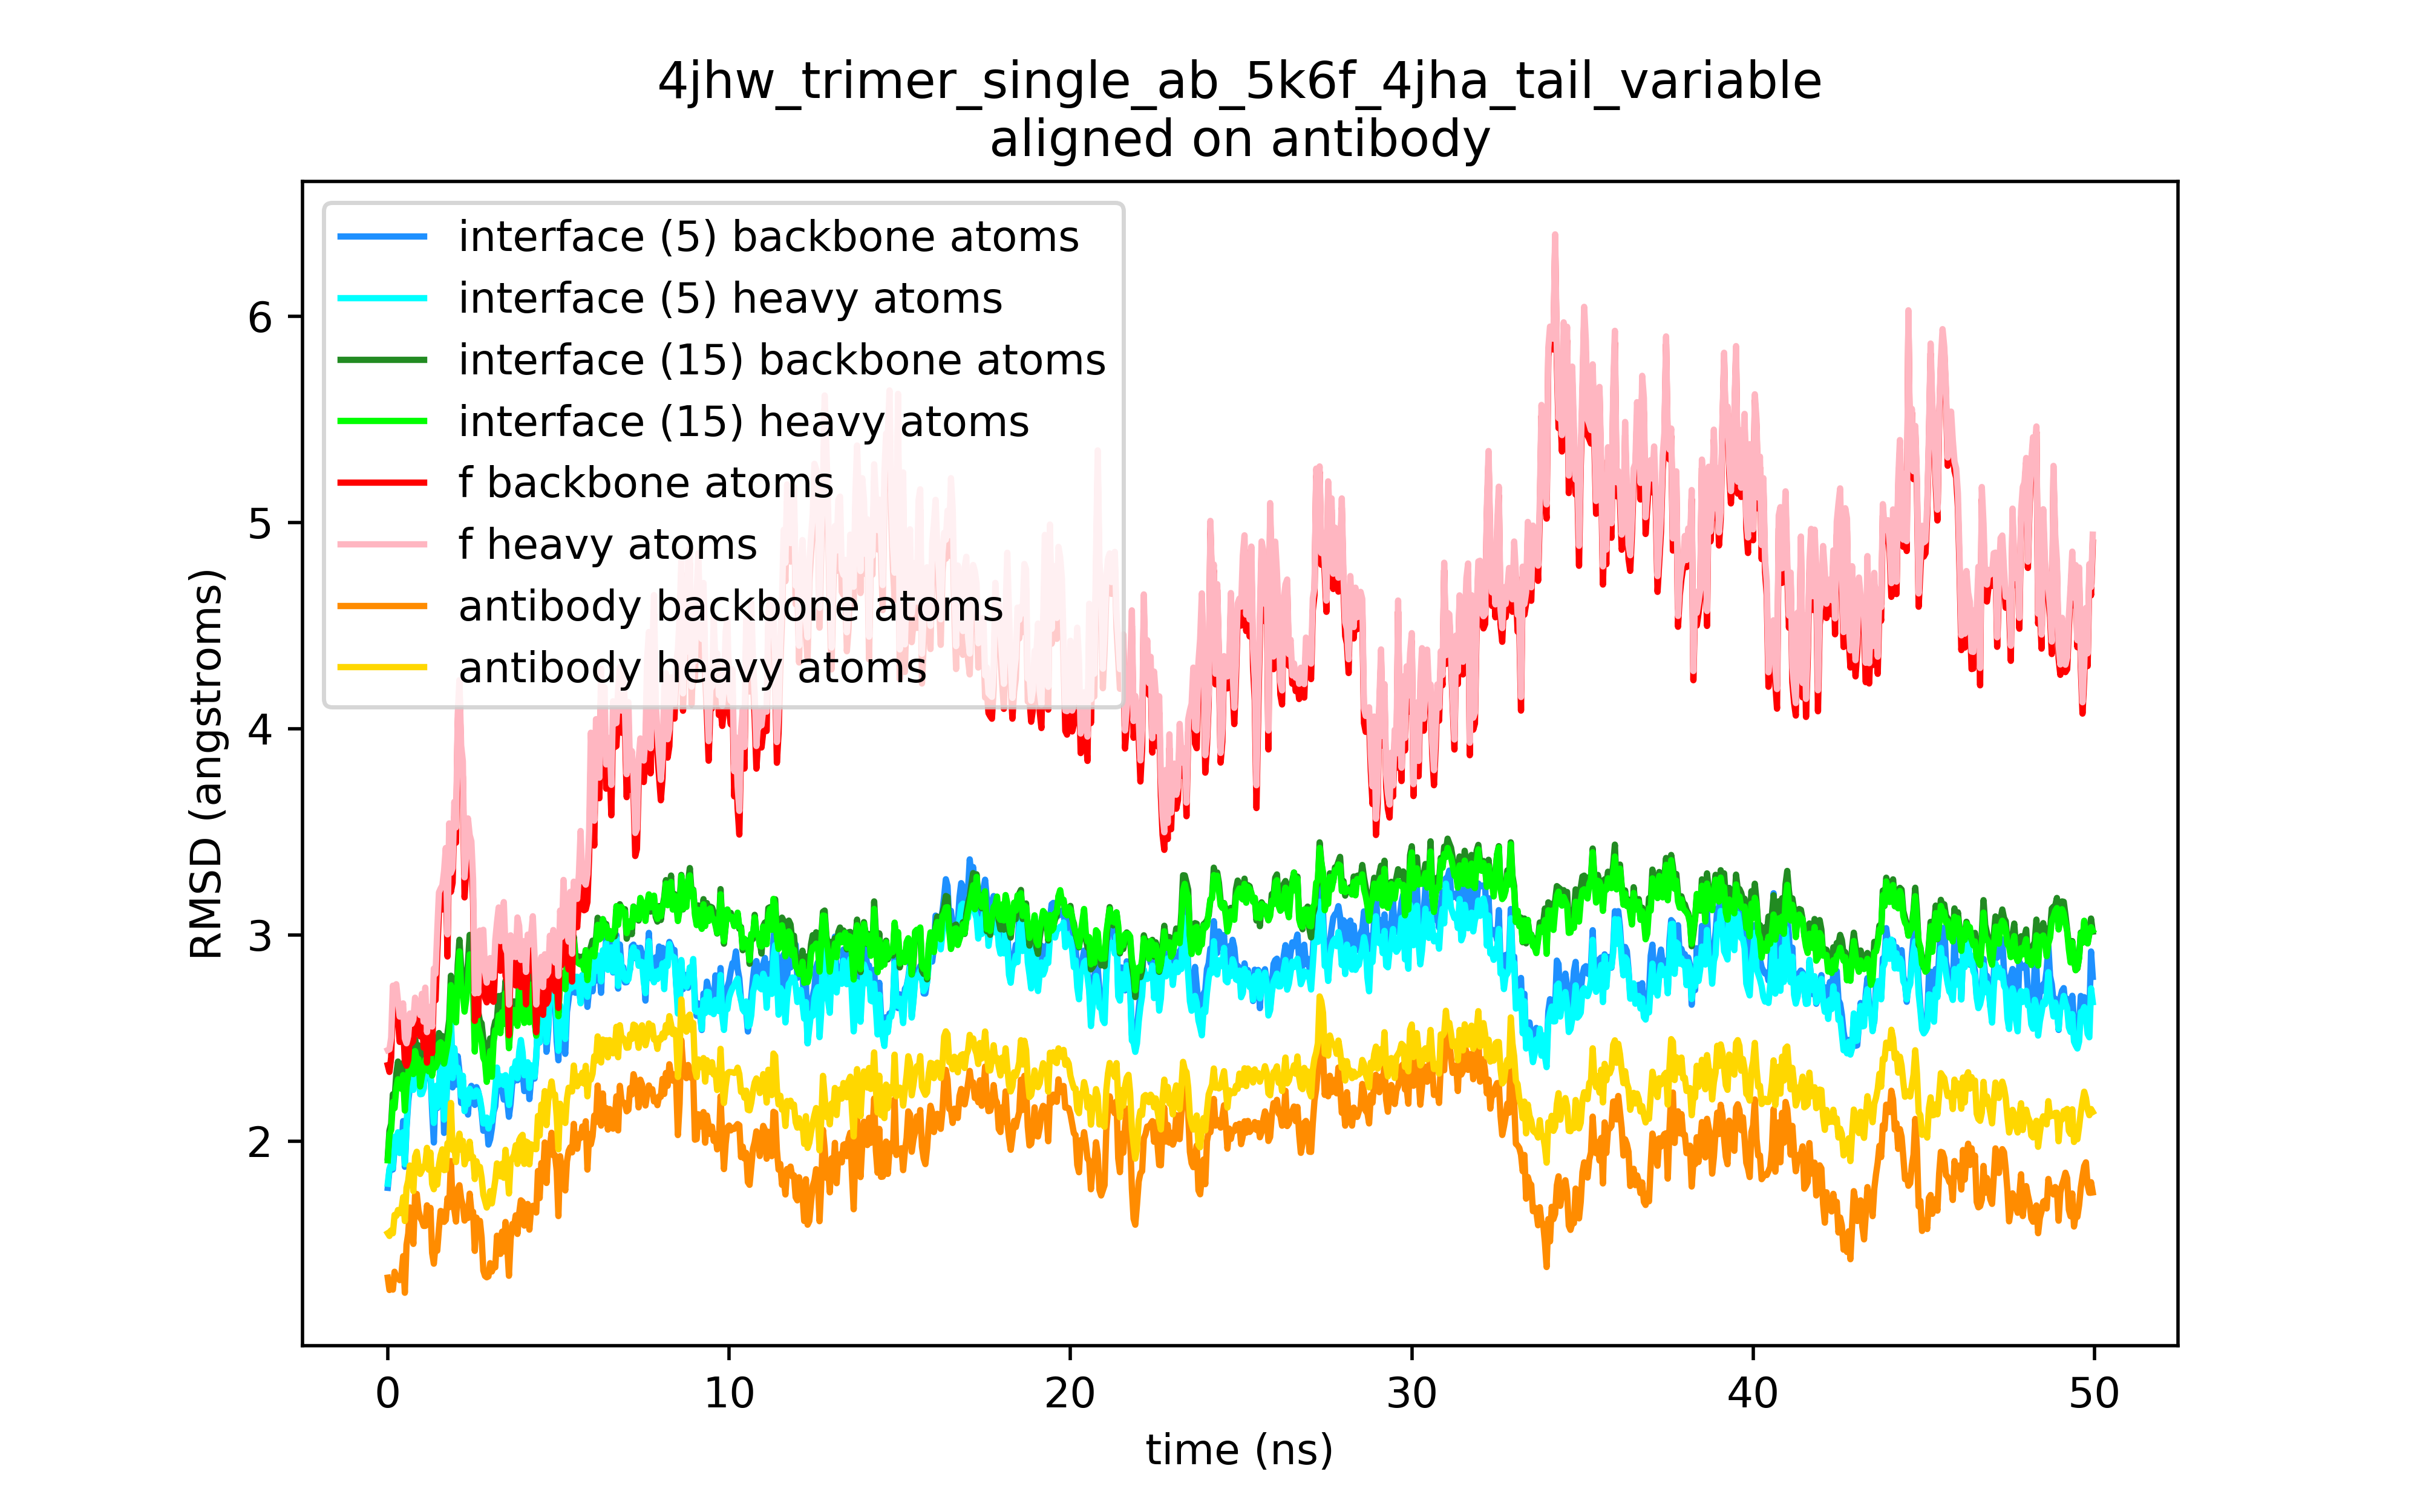 4jhw_trimer_single_ab_5k6f_4jha_tail_variable
aligned on antibody
interface (5) backbone atoms
interface (5) heavy atoms
interface (15) backbone atoms
interface (15) heavy atoms
f backbone atoms
f heavy atoms
antibody backbone atoms
antibody heavy atoms
RMSD (angstroms)
6
5
4
3
2
0 10 20 30 40 50
time (ns)